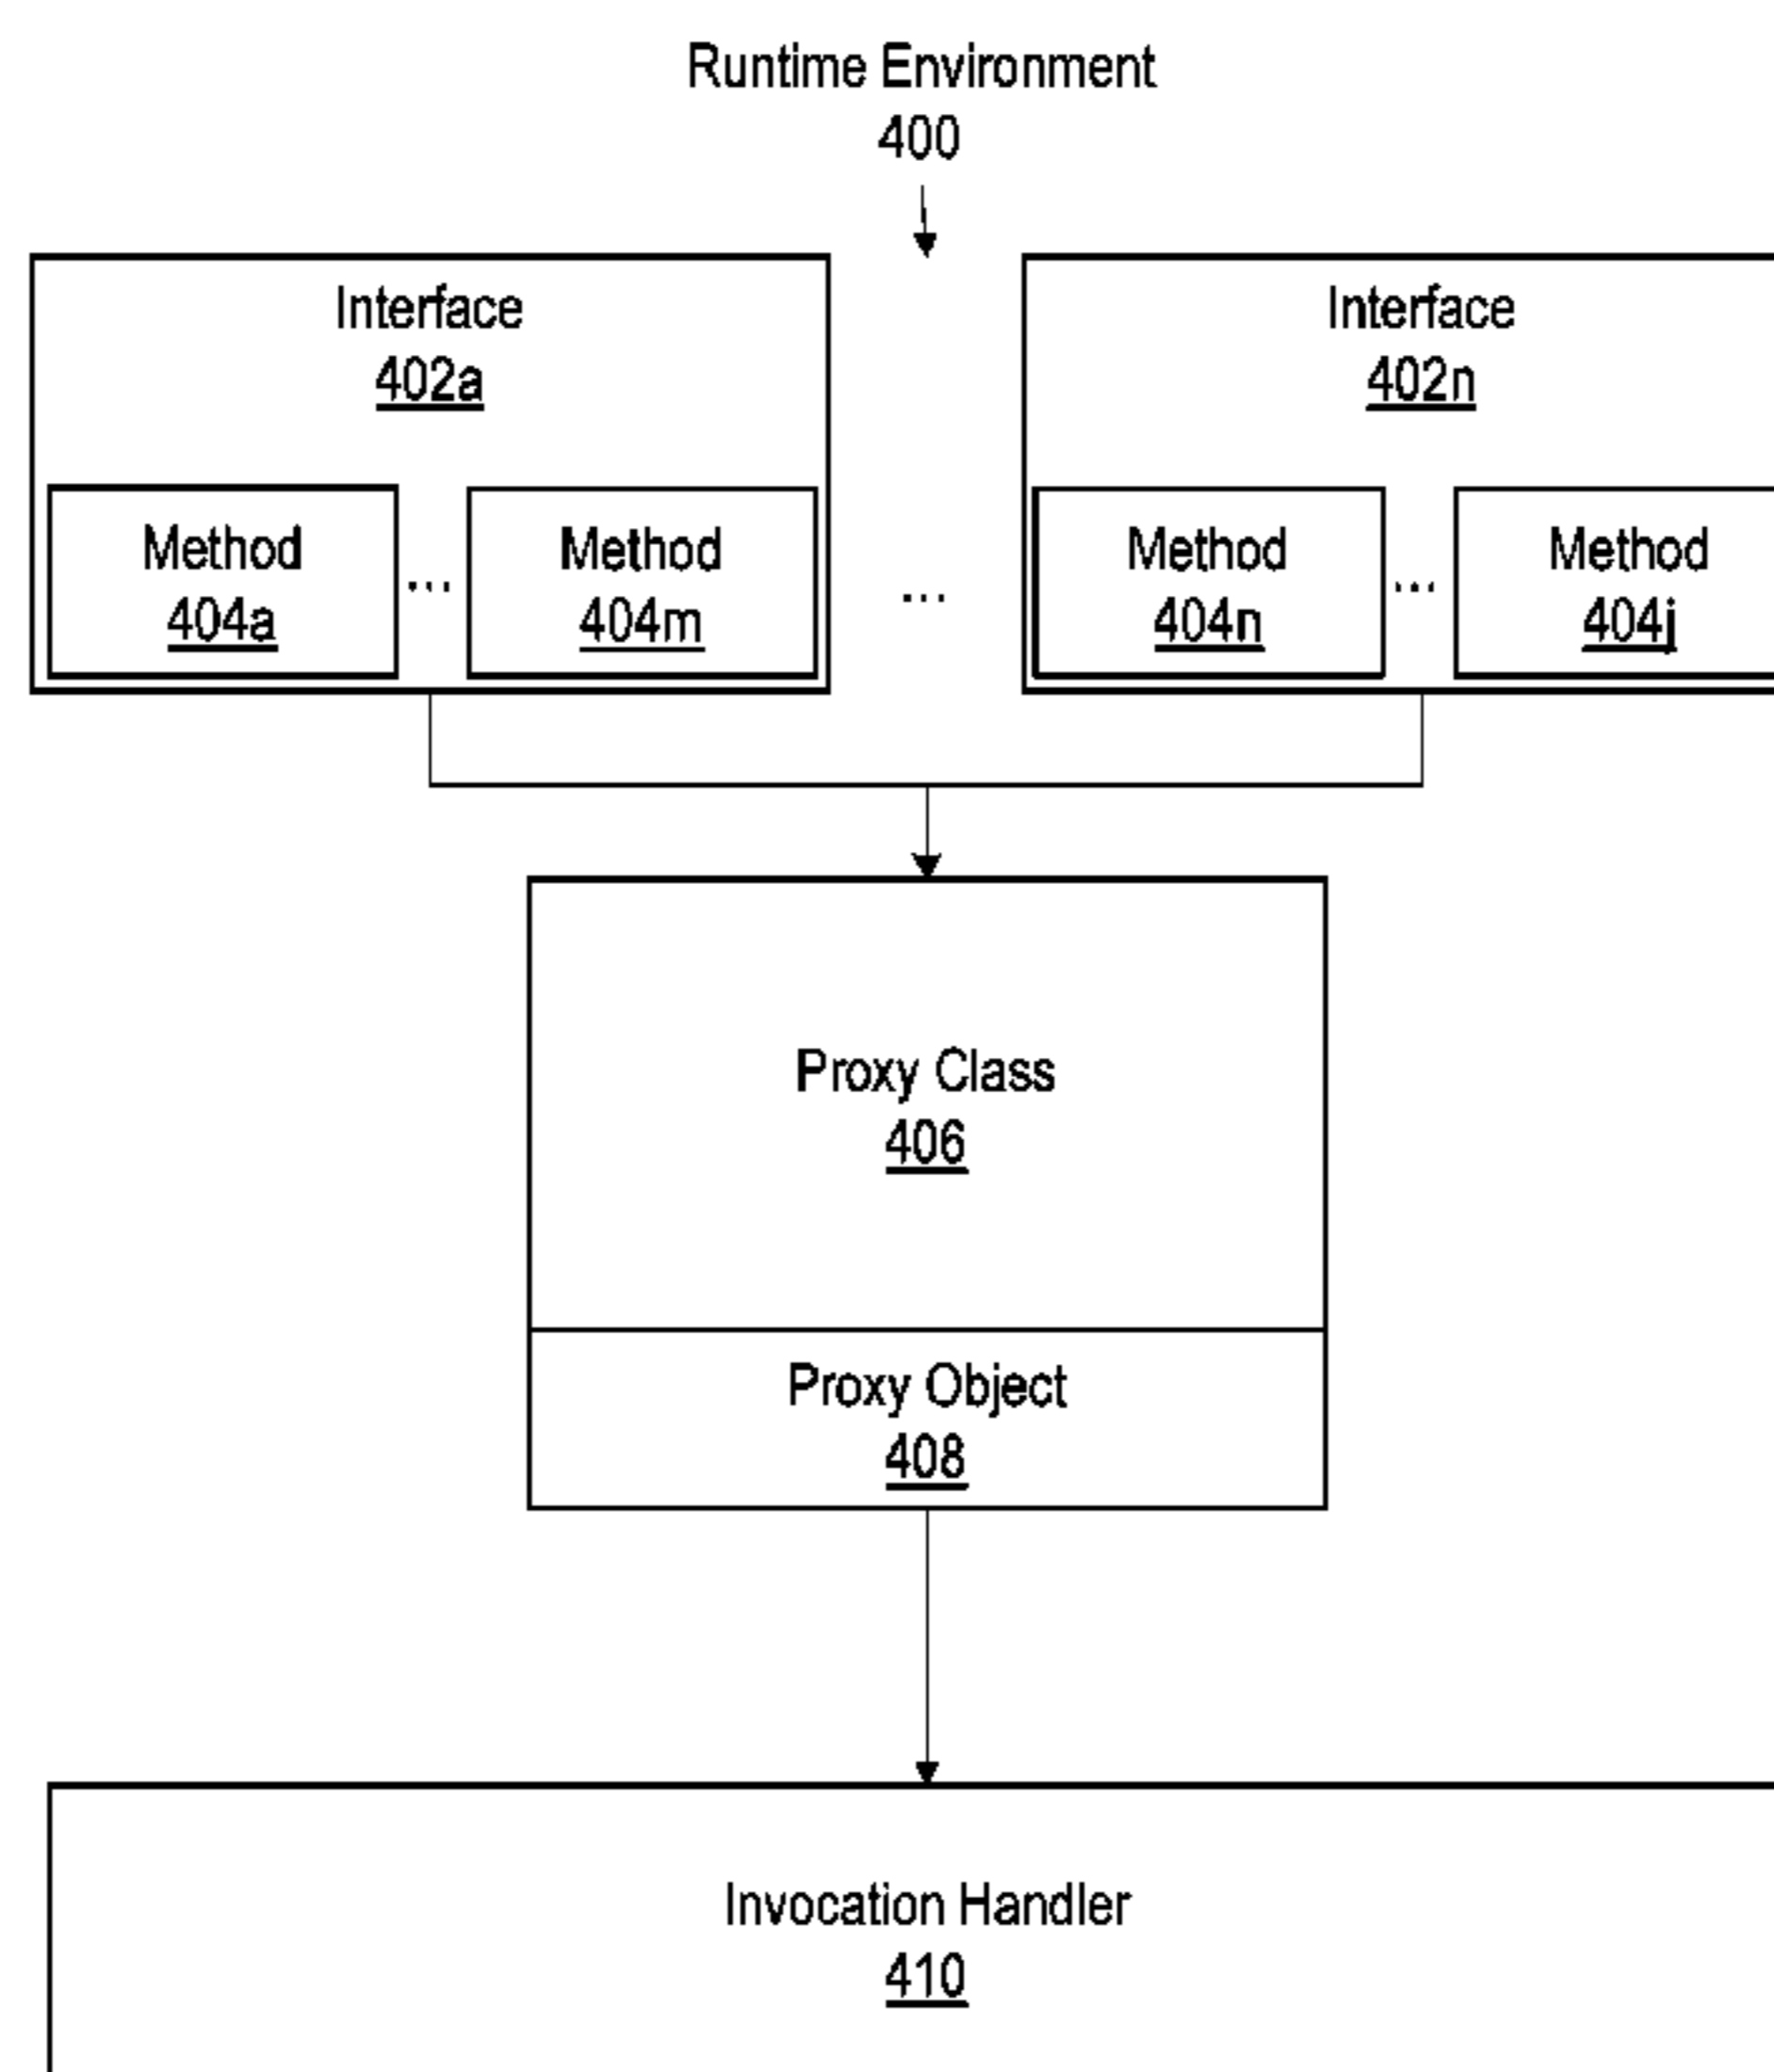 Runtime Environment
400
Interface
402a
Interface
402n
Method
404a
...
Method
404m
...
Method
404n
...
Method
404j
Proxy Class
406
Proxy Object
408
Invocation Handler
410